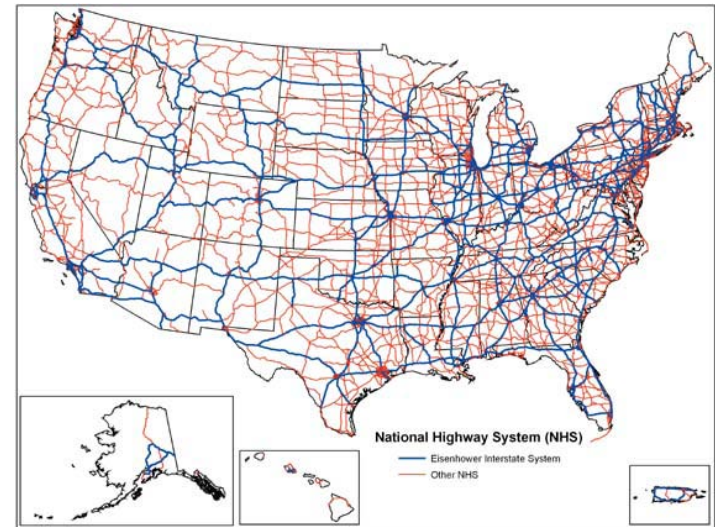 National Highway System (NHS)
Eisenhower Interstate System
Other NHS